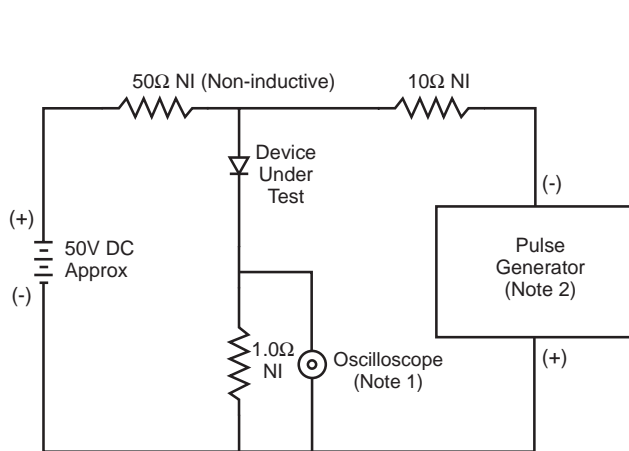 50Ω NI (Non-inductive)
10Ω NI
Device
Under
Test
(-)
(+)
50V DC
Approx
(-)
Pulse
Generator
(Note 2)
1.0Ω
NI
Oscilloscope
(Note 1)
(+)